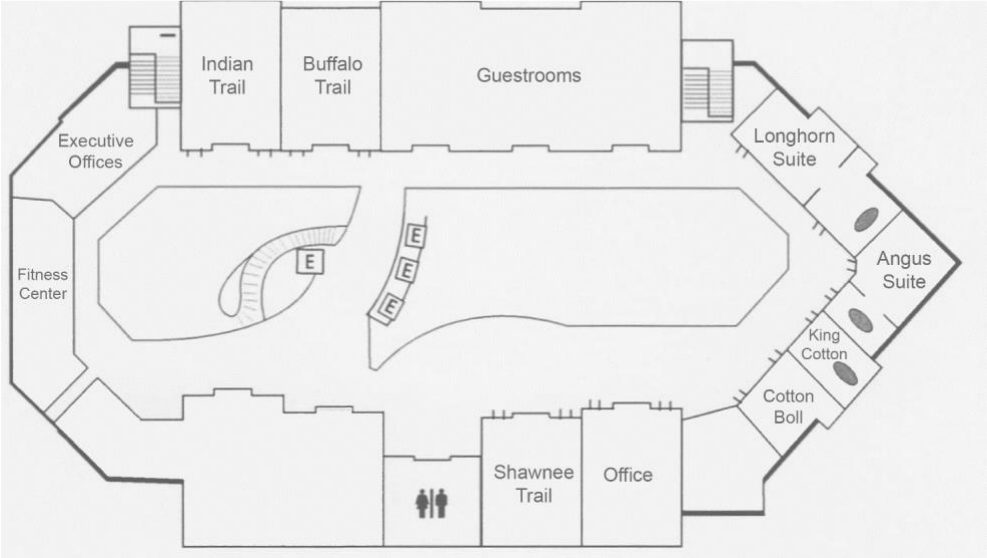 Indian
Trail
Buffalo
Trail
Guestrooms
Executive
Offices
Longhorn
Suite
Fitness
Center
E
E
E
E
Angus
Suite
King
Cotton
Cotton
Boll
Shawnee
Trail
Office